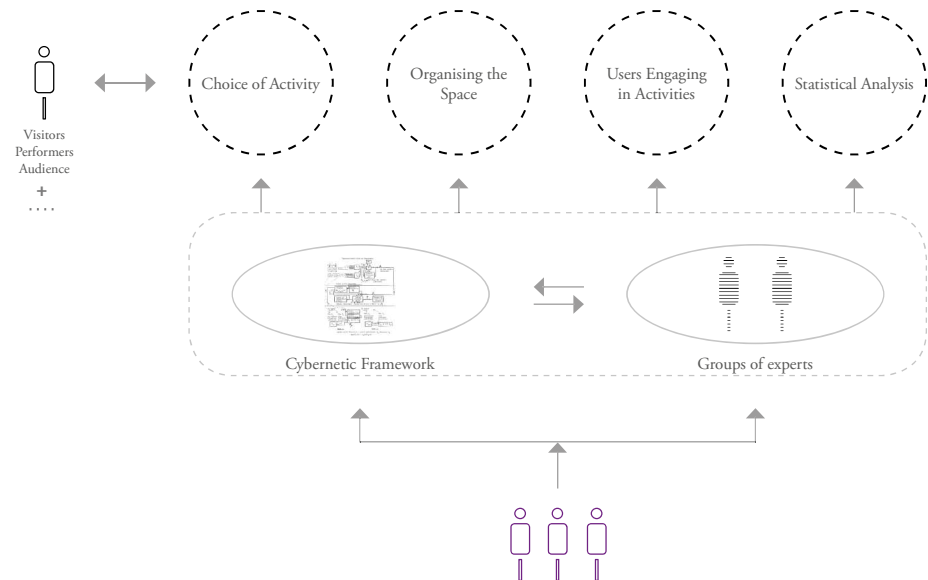 Choice of Activity
Organising the
Space
Users Engaging
in Activities
Statistical Analysis
Visitors
Performers
Audience
+
....
Cybernetic Framework
Groups of experts